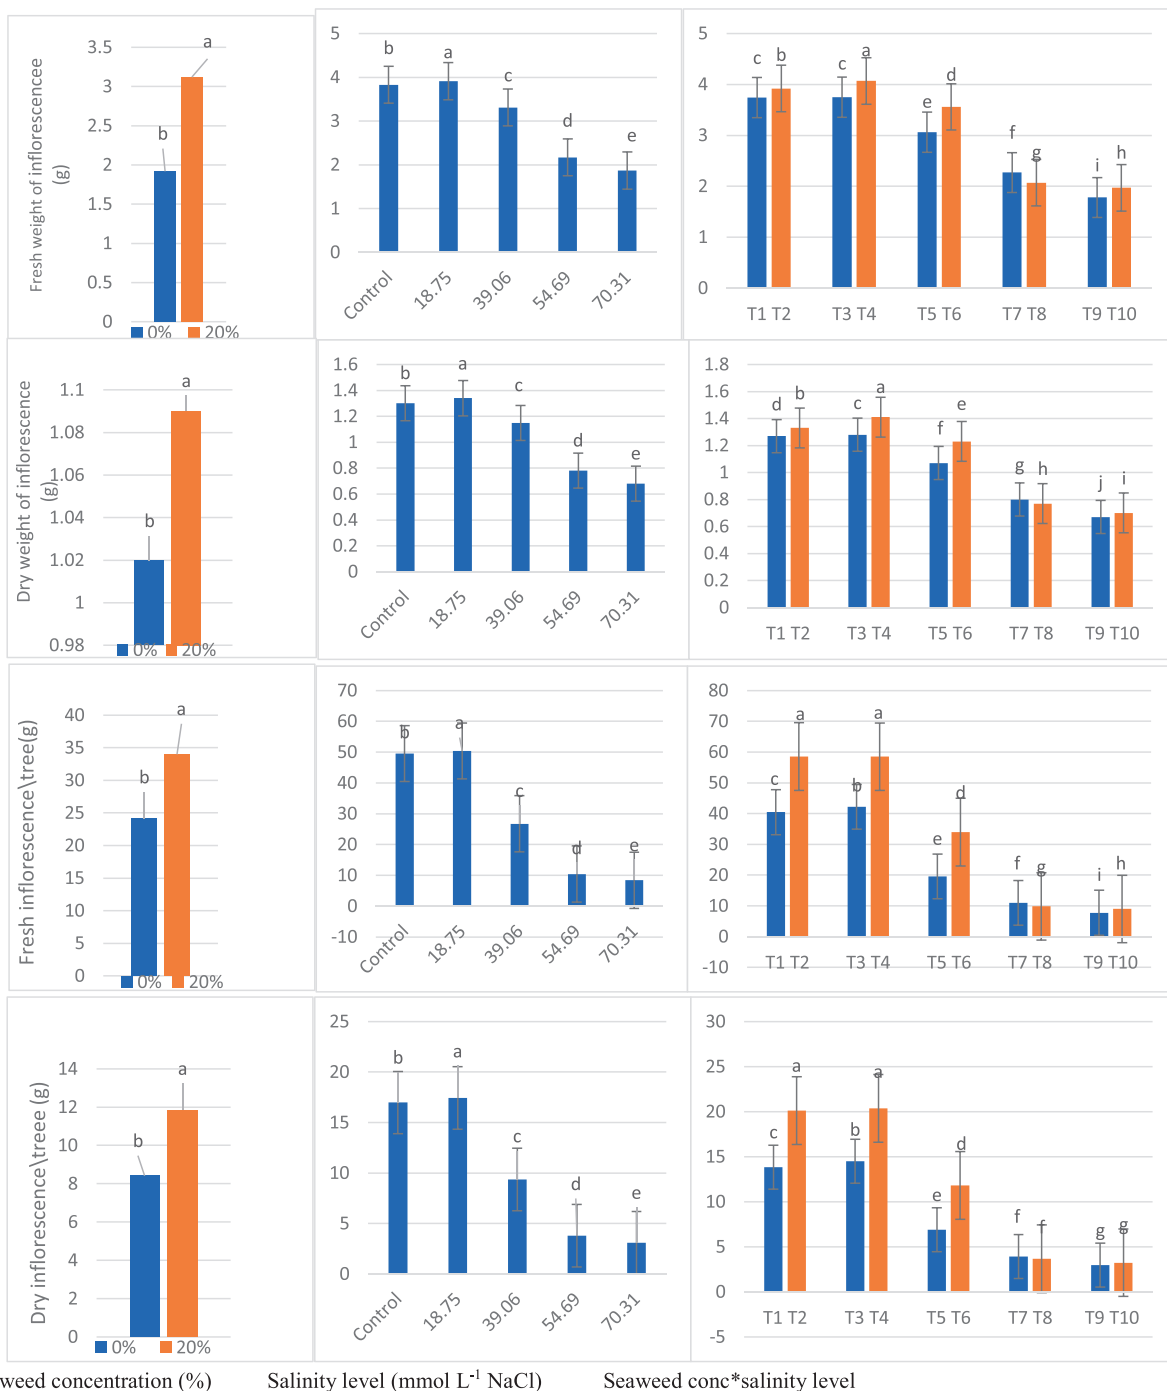 Fresh weight of inflorescencee
(g)
3.5
3
2.5
2
1.5
1
0.5
0
b
a
0% 20%
5
4
3
2
1
0
b
a
c
d
e
Control 18.75 39.06 54.69 70.31
5
4
3
2
1
0
c b c a e d f g i h
T1 T2 T3 T4 T5 T6 T7 T8 T9 T10
Dry weight of inflorescence
(g)
1.1
1.08
1.06
1.04
1.02
1
0.98
b
a
0% 20%
1.6
1.4
1.2
1
0.8
0.6
0.4
0.2
0
b
a
c
d
e
Control 18.75 39.06 54.69 70.31
1.8
1.6
1.4
1.2
1
0.8
0.6
0.4
0.2
0
d b c a f e g h j i
T1 T2 T3 T4 T5 T6 T7 T8 T9 T10
Fresh inflorescence\tree(g)
40
35
30
25
20
15
10
5
0
b
a
0% 20%
70
60
50
40
30
20
10
0
-10
b
a
c
d
e
Control 18.75 39.06 54.69 70.31
80
70
60
50
40
30
20
10
0
-10
c a b a e d f g i h
T1 T2 T3 T4 T5 T6 T7 T8 T9 T10
Dry inflorescence\treee (g)
14
12
10
8
6
4
2
0
b
a
0% 20%
25
20
15
10
5
0
b
a
c
d
e
Control 18.75 39.06 54.69 70.31
30
25
20
15
10
5
0
-5
c a b a e d f f g g
T1 T2 T3 T4 T5 T6 T7 T8 T9 T10
weed concentration (%) Salinity level (mmol L⁻¹ NaCl) Seaweed conc*salinity level